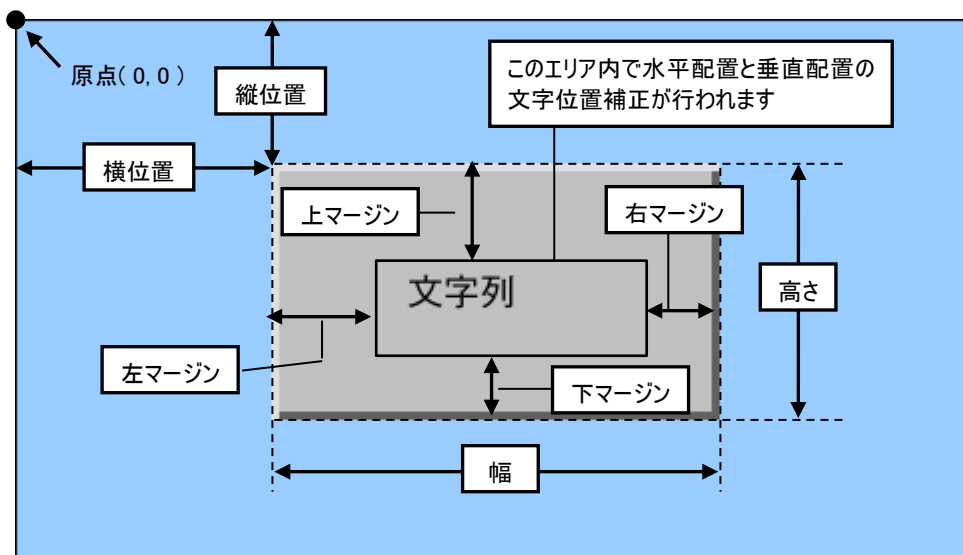 原点( 0, 0 )
縦位置
このエリア内で水平配置と垂直配置の
文字位置補正が行われます
横位置
上マージン
右マージン
文字列
高さ
左マージン
下マージン
幅